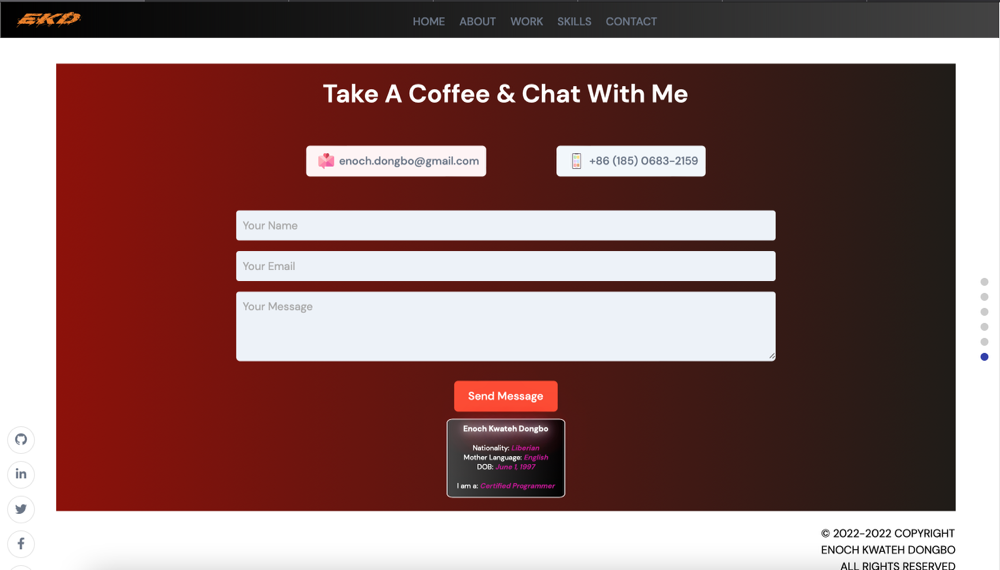 EKD
HOME ABOUT WORK SKILLS CONTACT
Take A Coffee & Chat With Me
enoch.dongbo@gmail.com
+86 (185) 0683-2159
Your Name
Your Email
Your Message
Send Message
Enoch Kwateh Dongbo
Nationality: Liberian
Mother Language: English
DOB: June 1, 1997
I am a: Certified Programmer
© 2022-2022 COPYRIGHT
ENOCH KWATEH DONGBO
ALL RIGHTS RESERVED